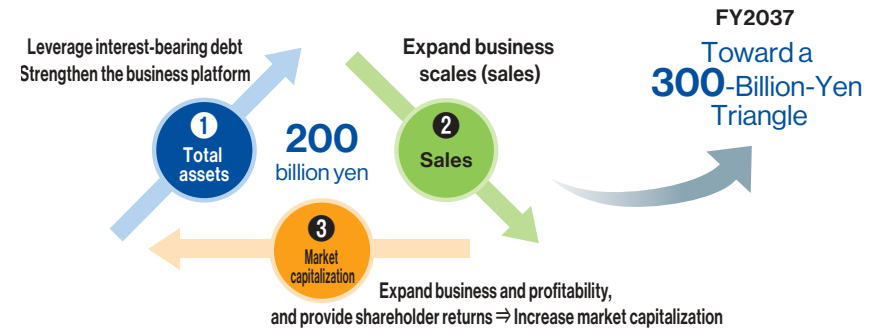 Leverage interest-bearing debt
Strengthen the business platform
1
Total
assets
200
billion yen
Expand business
scales (sales)
2
Sales
3
Market
capitalization
Expand business and profitability,
and provide shareholder returns ⇒ Increase market capitalization
FY2037
Toward a
300-Billion-Yen
Triangle